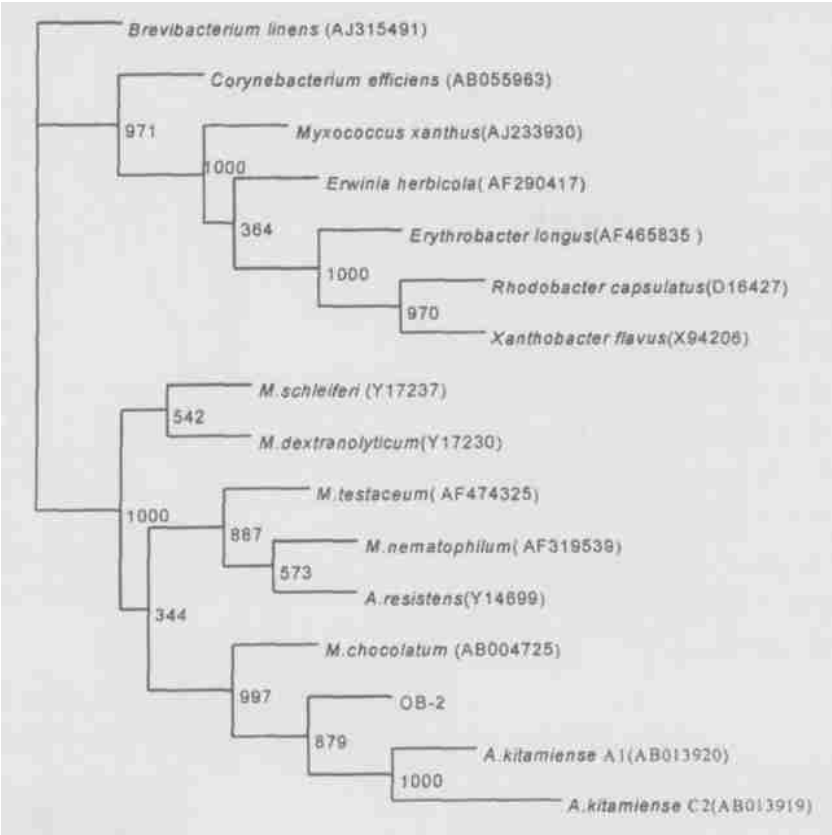 Brevibacterium linens (AJ315491)
Corynebacterium efficiens (AB055963)
971
Myxococcus xanthus(AJ233930)
1000
Erwinia herbicola( AF290417)
364
Erythrobacter longus(AF465835 )
1000
Rhodobacter capsulatus(D16427)
970
Xanthobacter flavus(X94206)
M.schleiferi (Y17237)
542
M.dextranolyticum(Y17230)
M.testaceum( AF474325)
1000
887
M.nematophilum( AF319539)
573
A.resistens(Y14699)
344
M.chocolatum (AB004725)
997
OB-2
879
A.kitamiense A1(AB013920)
1000
A.kitamiense C2(AB013919)